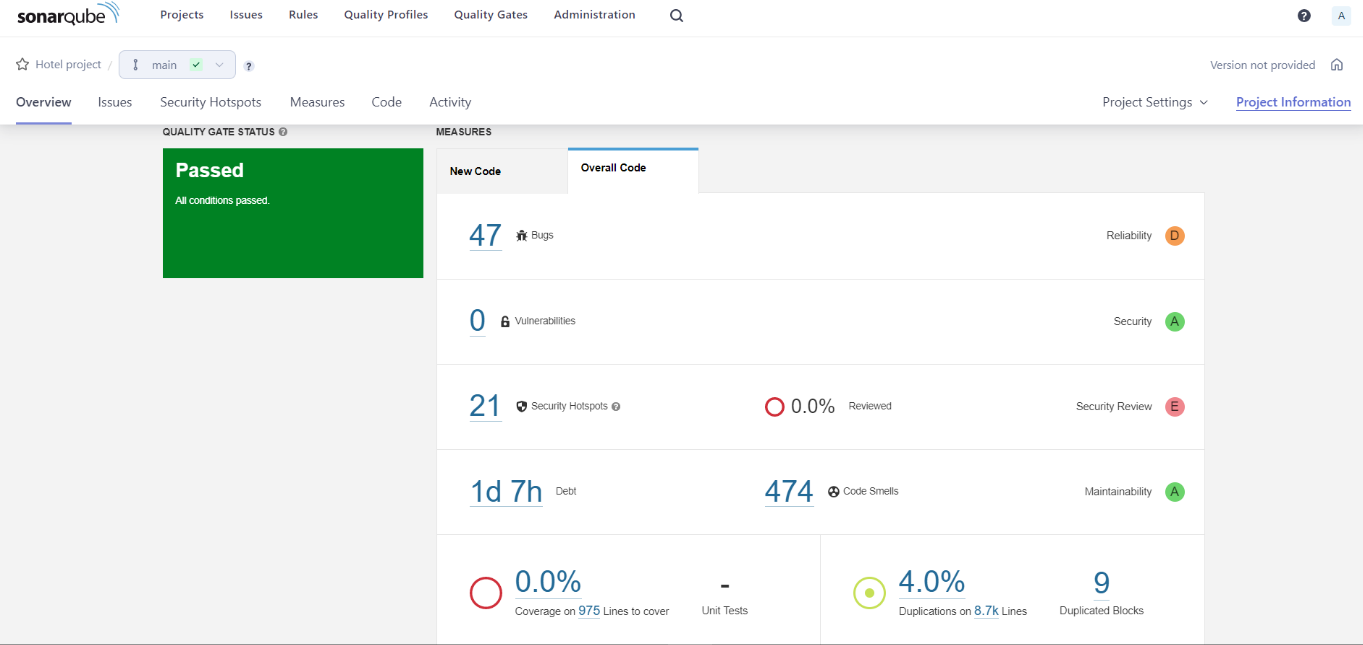 sonarqube Projects Issues Rules Quality Profiles Quality Gates Administration ? A
Hotel project / main ? Version not provided
Overview Issues Security Hotspots Measures Code Activity Project Settings Project Information
QUALITY GATE STATUS ? MEASURES
Passed
All conditions passed.
New Code Overall Code
47 Bugs Reliability D
0 Vulnerabilities Security A
21 Security Hotspots ? 0.0% Reviewed Security Review E
1d 7h Debt 474 Code Smells Maintainability A
0.0% - 4.0% 9
Coverage on 975 Lines to cover Unit Tests Duplications on 8.7k Lines Duplicated Blocks